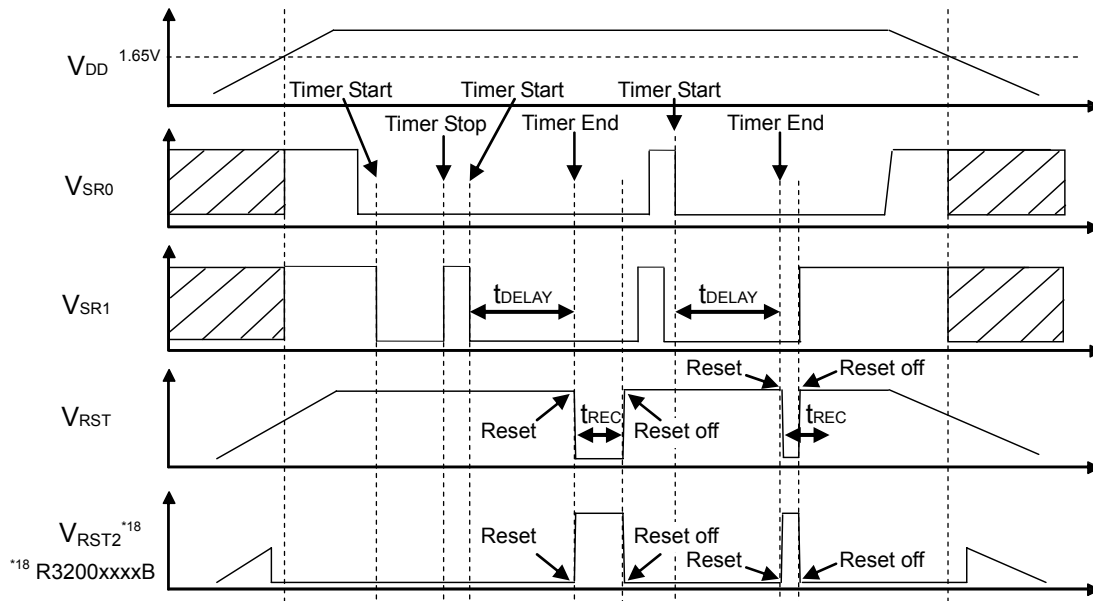 VDD
1.65V
Timer Start
Timer Start
Timer Start
Timer Stop
Timer End
Timer End
VSR0
VSR1
tDELAY
tDELAY
VRST
Reset
tREC
Reset off
Reset
Reset off
tREC
VRST2*18
*18 R3200xxxxB
Reset
Reset off
Reset
Reset off